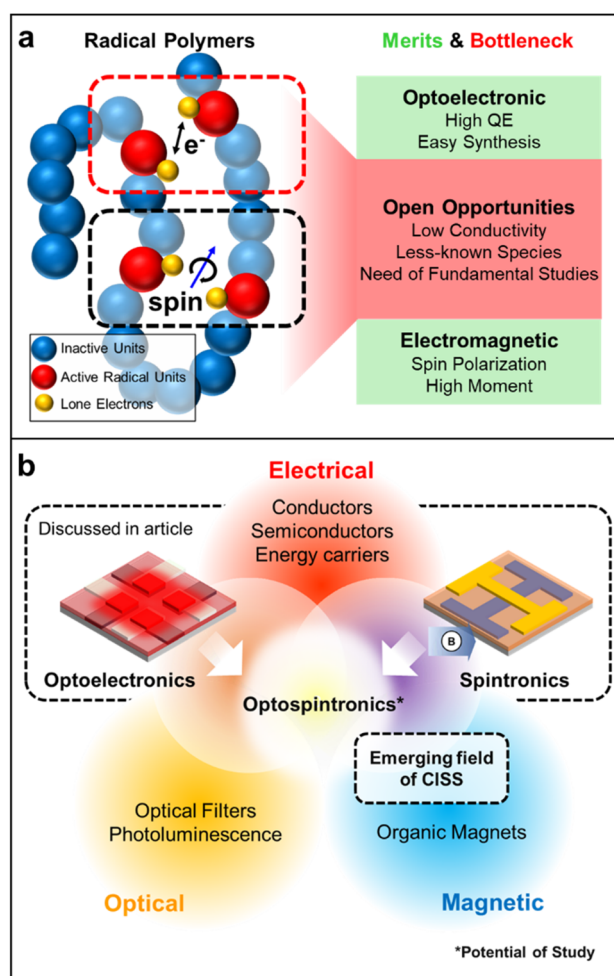 a
Radical Polymers
Merits & Bottleneck
e-
spin
Inactive Units
Active Radical Units
Lone Electrons
Optoelectronic
High QE
Easy Synthesis
Open Opportunities
Low Conductivity
Less-known Species
Need of Fundamental Studies
Electromagnetic
Spin Polarization
High Moment
b
Electrical
Conductors
Semiconductors
Energy carriers
Discussed in article
Optoelectronics
B
Spintronics
Optospintronics*
Emerging field
of CISS
Optical Filters
Photoluminescence
Organic Magnets
Optical
Magnetic
*Potential of Study